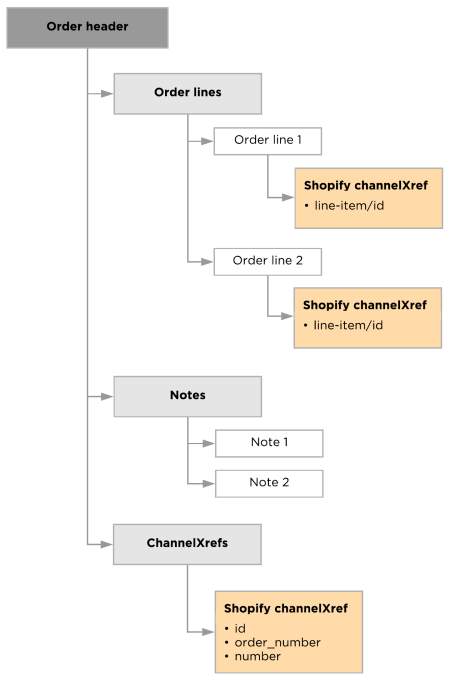 Order header
Order lines
Order line 1
Shopify channelXref
• line-item/id
Order line 2
Shopify channelXref
• line-item/id
Notes
Note 1
Note 2
ChannelXrefs
Shopify channelXref
• id
• order_number
• number